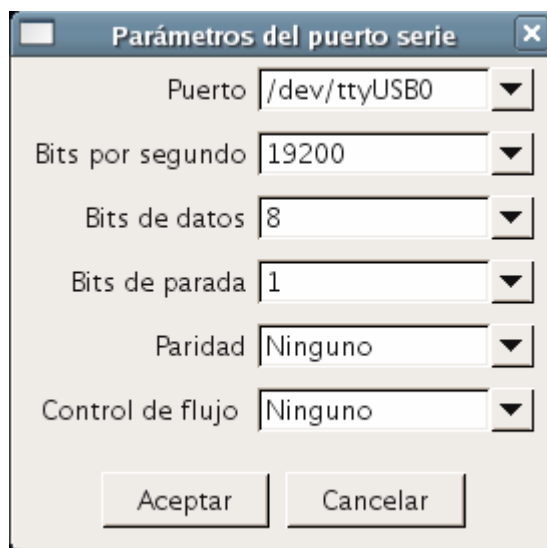 Parámetros del puerto serie
Puerto /dev/ttyUSB0
Bits por segundo 19200
Bits de datos 8
Bits de parada 1
Paridad Ninguno
Control de flujo Ninguno
Aceptar Cancelar